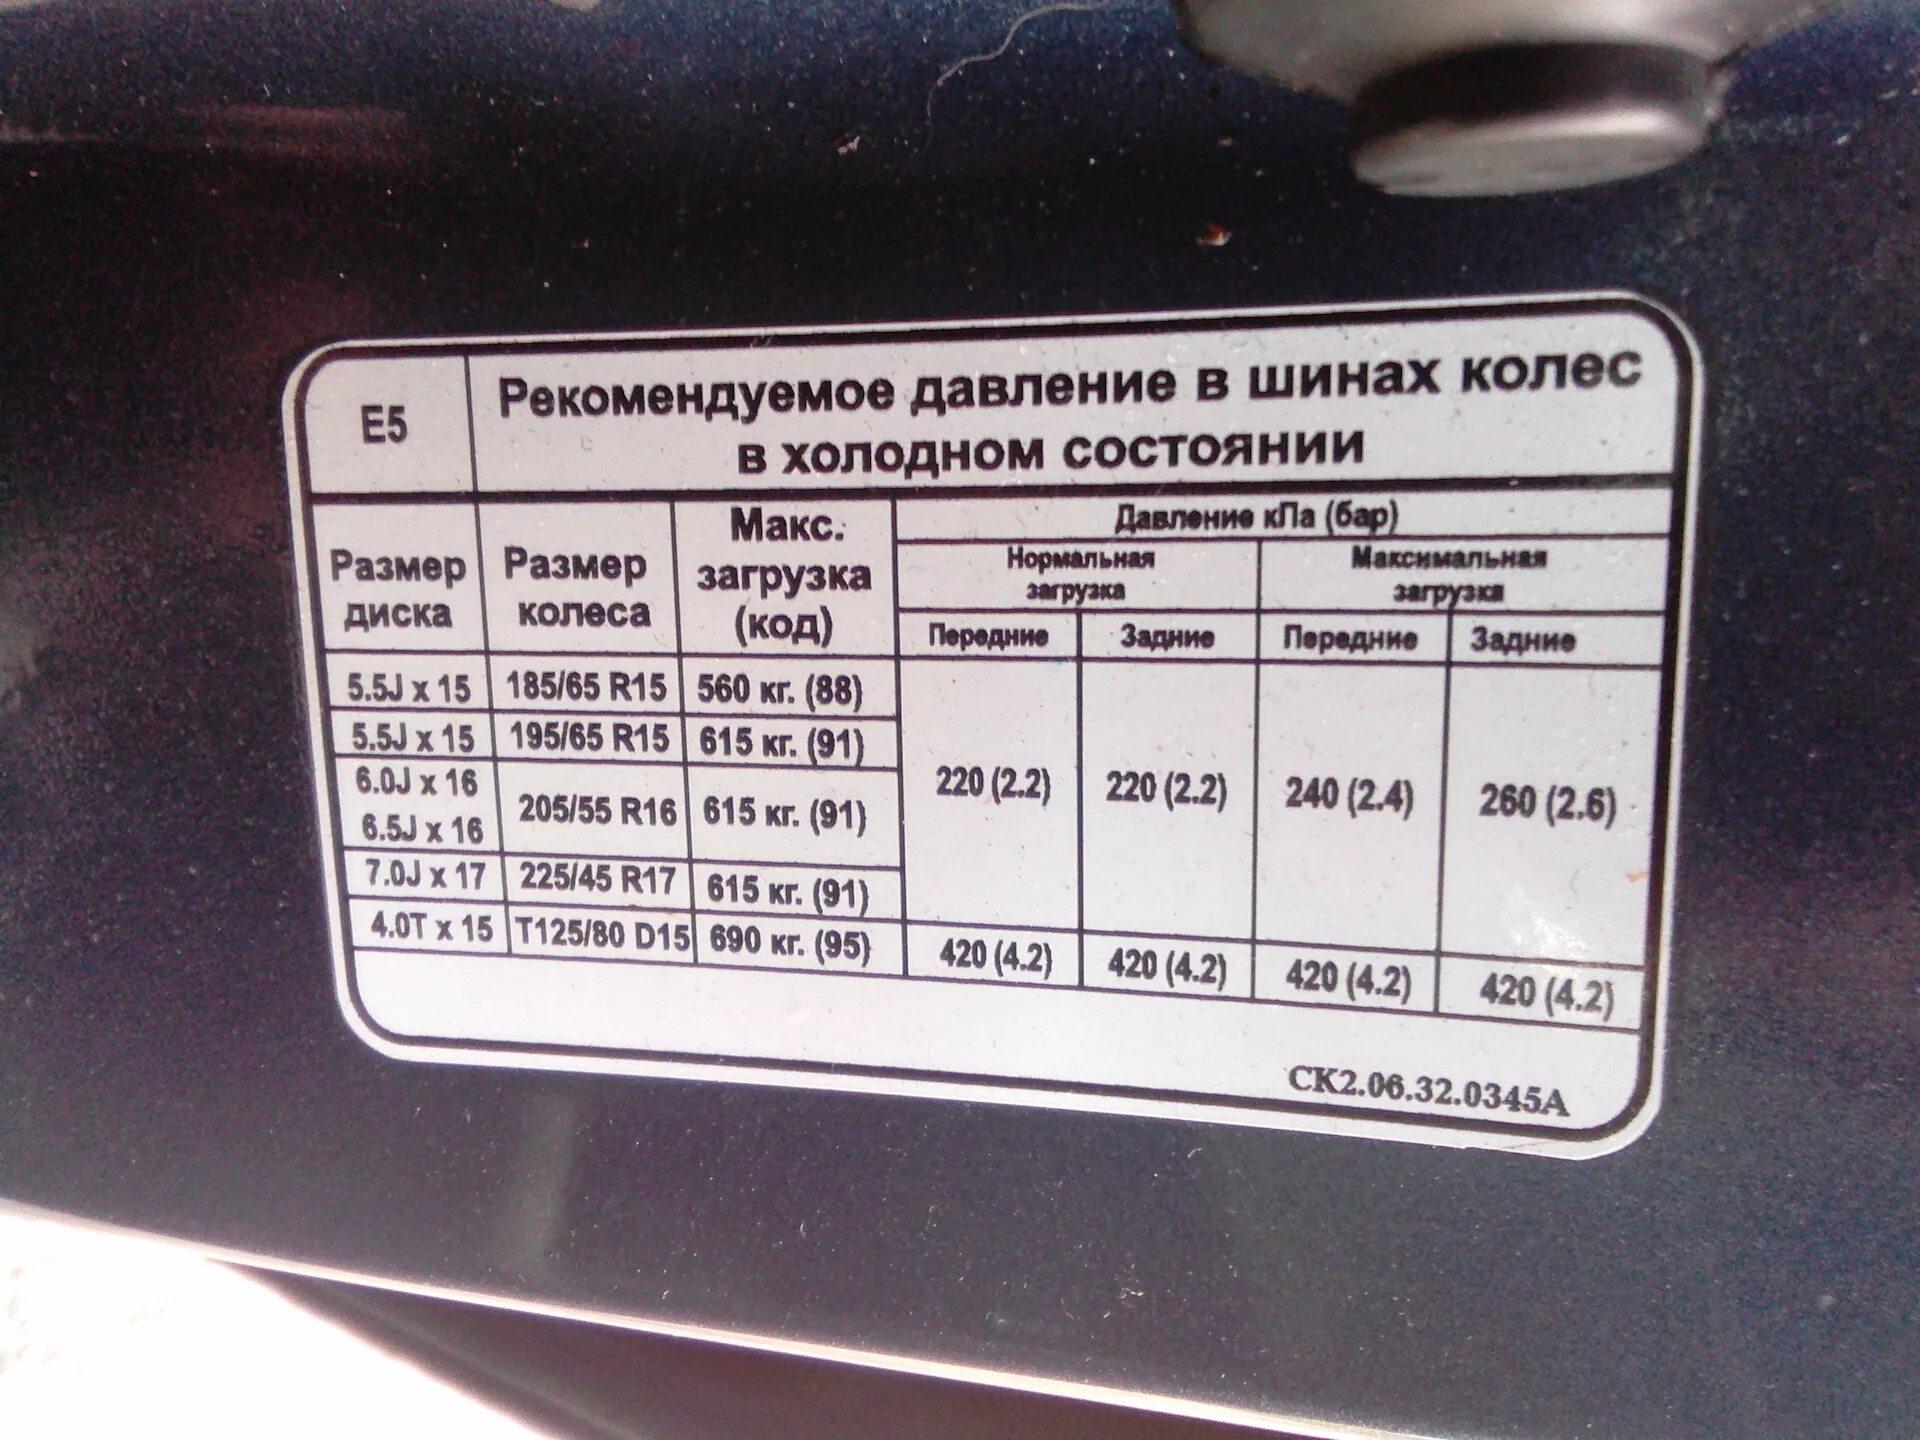 E5
Рекомендуемое давление в шинах колес
в холодном состоянии
Размер
диска
Размер
колеса
Макс.
загрузка
(код)
Давление кПа (бар)
Нормальная
загрузка
Максимальная
загрузка
Передние Задние Передние Задние
5.5J x 15 185/65 R15 560 кг. (88)
5.5J x 15 195/65 R15 615 кг. (91)
6.0J x 16
6.5J x 16
205/55 R16 615 кг. (91)
220 (2.2) 220 (2.2) 240 (2.4) 260 (2.6)
7.0J x 17 225/45 R17 615 кг. (91)
4.0T x 15 T125/80 D15 690 кг. (95) 420 (4.2) 420 (4.2) 420 (4.2) 420 (4.2)
CK2.06.32.0345A